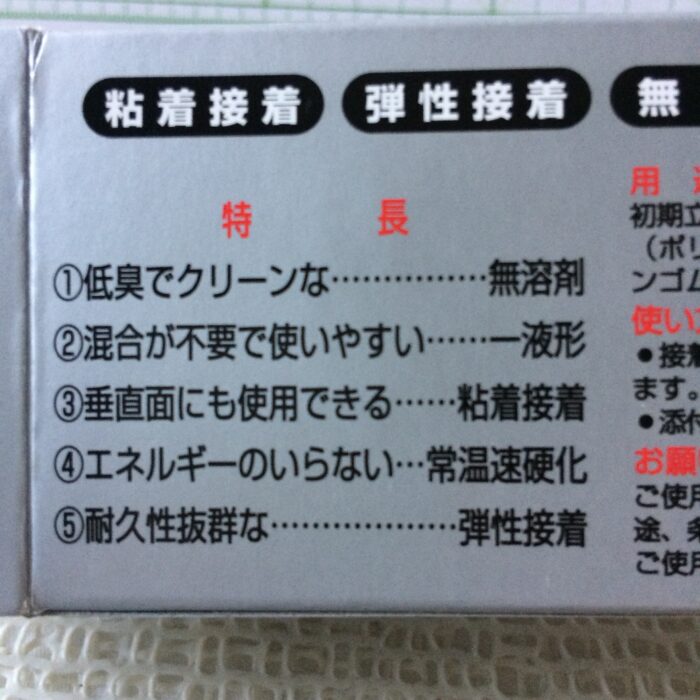 粘着接着
弾性接着
無
特長
①低臭でクリーンな……………無溶剤
②混合が不要で使いやすい……一液形
③垂直面にも使用できる……粘着接着
④エネルギーのいらない…常温速硬化
⑤耐久性抜群な………………弾性接着
用
初期立
（ポリ
ンゴム
使い方
●接着
ます。
●添付
お願い
ご使用
途、条
ご使用